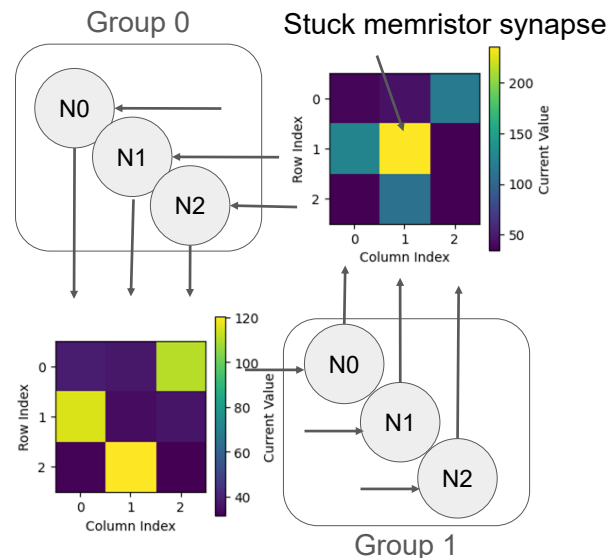 Group 0
Stuck memristor synapse
N0
N1
N2
0
1
2
Row Index
0 1 2
Column Index
200
150
100
50
Current Value
0
1
2
Row Index
0 1 2
Column Index
120
100
80
60
40
Current Value
N0
N1
N2
Group 1